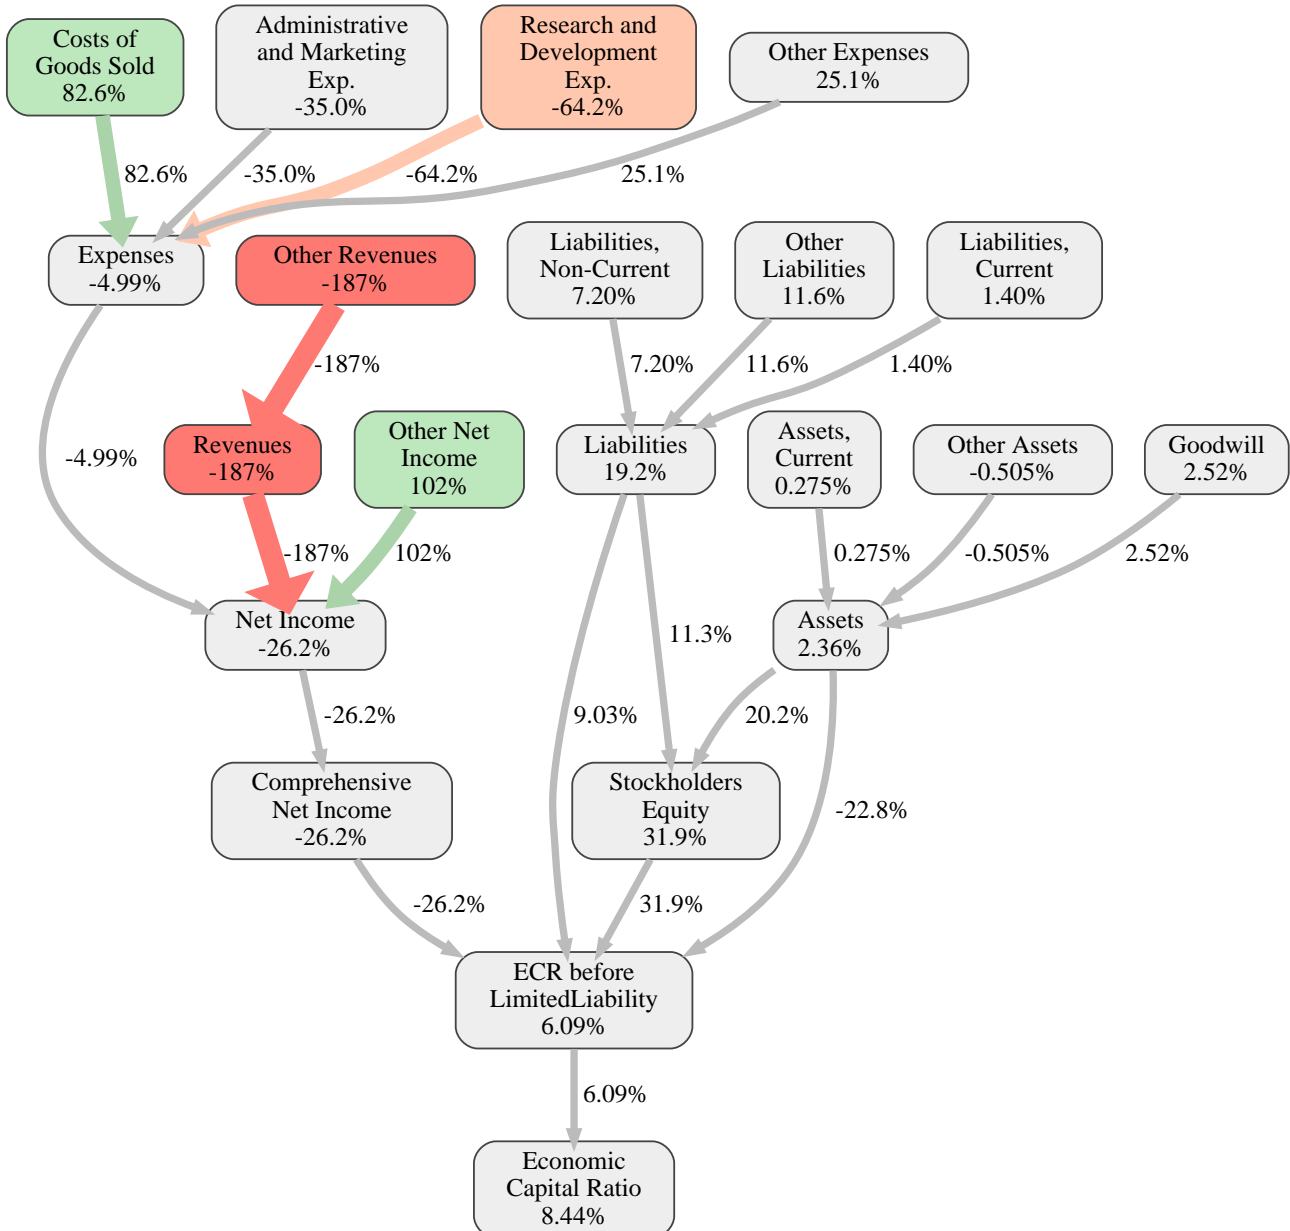 Costs of
Goods Sold
82.6%
Administrative
and Marketing
Exp.
-35.0%
Research and
Development
Exp.
-64.2%
Other Expenses
25.1%
82.6%
-35.0%
-64.2%
25.1%
Expenses
-4.99%
Other Revenues
-187%
Liabilities,
Non-Current
7.20%
Other
Liabilities
11.6%
Liabilities,
Current
1.40%
-187%
7.20%
11.6%
1.40%
-4.99%
Revenues
-187%
Other Net
Income
102%
Liabilities
19.2%
Assets,
Current
0.275%
Other Assets
-0.505%
Goodwill
2.52%
-187%
102%
0.275%
-0.505%
2.52%
Net Income
-26.2%
11.3%
Assets
2.36%
-26.2%
9.03%
20.2%
Comprehensive
Net Income
-26.2%
Stockholders
Equity
31.9%
-22.8%
-26.2%
31.9%
ECR before
LimitedLiability
6.09%
6.09%
Economic
Capital Ratio
8.44%